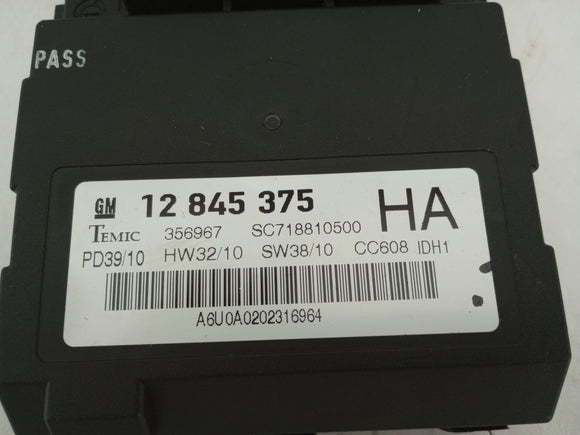 PASS
GM 12 845 375 HA
TEMIC 356967 SC718810500
PD39/10 HW32/10 SW38/10 CC608 IDH1
A6U0A0202316964